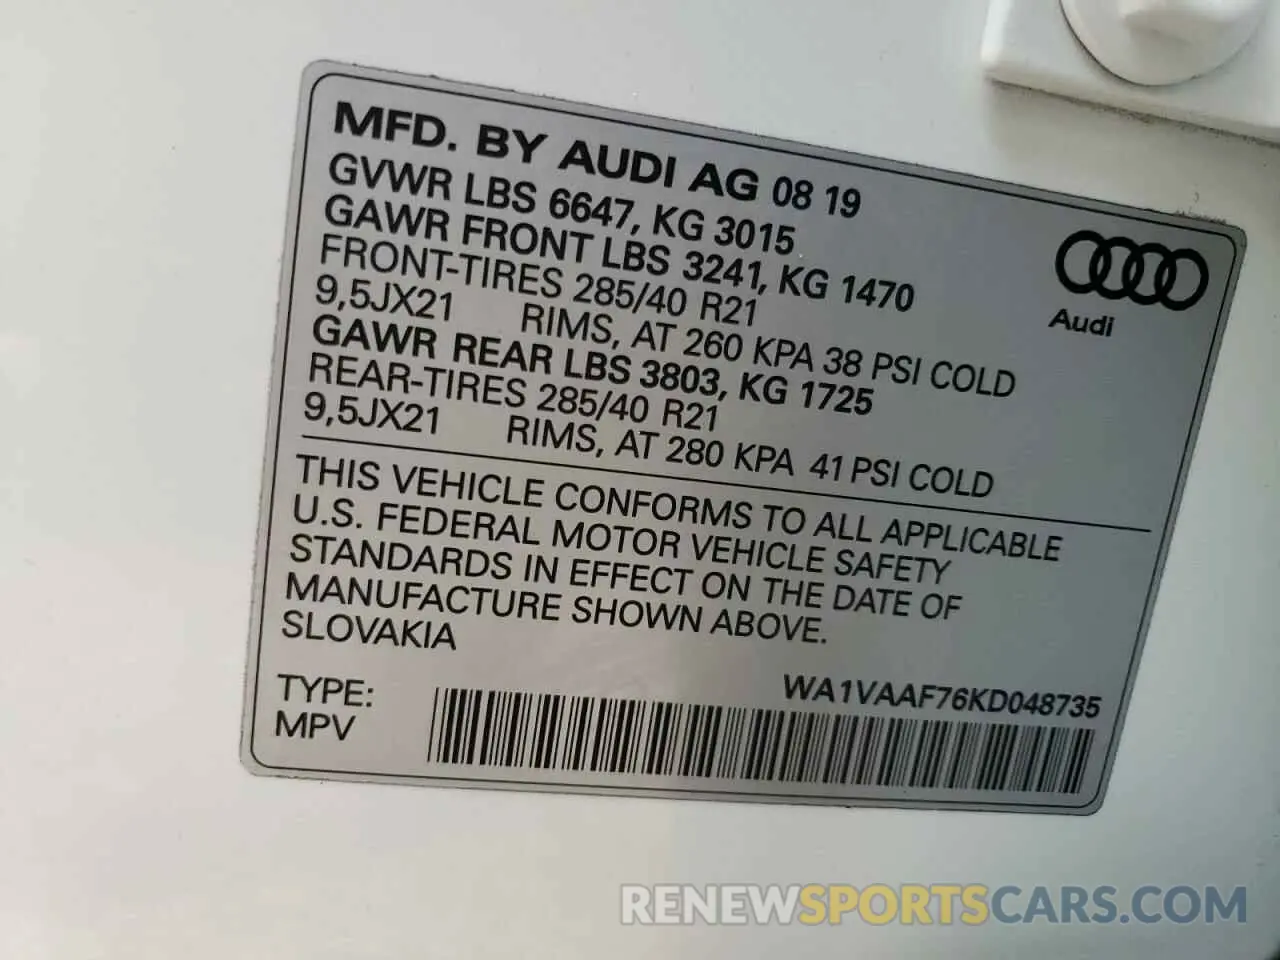 MFD. BY AUDI AG 08 19
GVWR LBS 6647, KG 3015
GAWR FRONT LBS 3241, KG 1470
FRONT-TIRES 285/40 R21
9,5JX21 RIMS, AT 260 KPA 38 PSI COLD
GAWR REAR LBS 3803, KG 1725
REAR-TIRES 285/40 R21
9,5JX21 RIMS, AT 280 KPA 41 PSI COLD
Audi
THIS VEHICLE CONFORMS TO ALL APPLICABLE
U.S. FEDERAL MOTOR VEHICLE SAFETY
STANDARDS IN EFFECT ON THE DATE OF
MANUFACTURE SHOWN ABOVE.
SLOVAKIA
WA1VAAF76KD048735
TYPE:
MPV
RENEWSPORTSCARS.COM